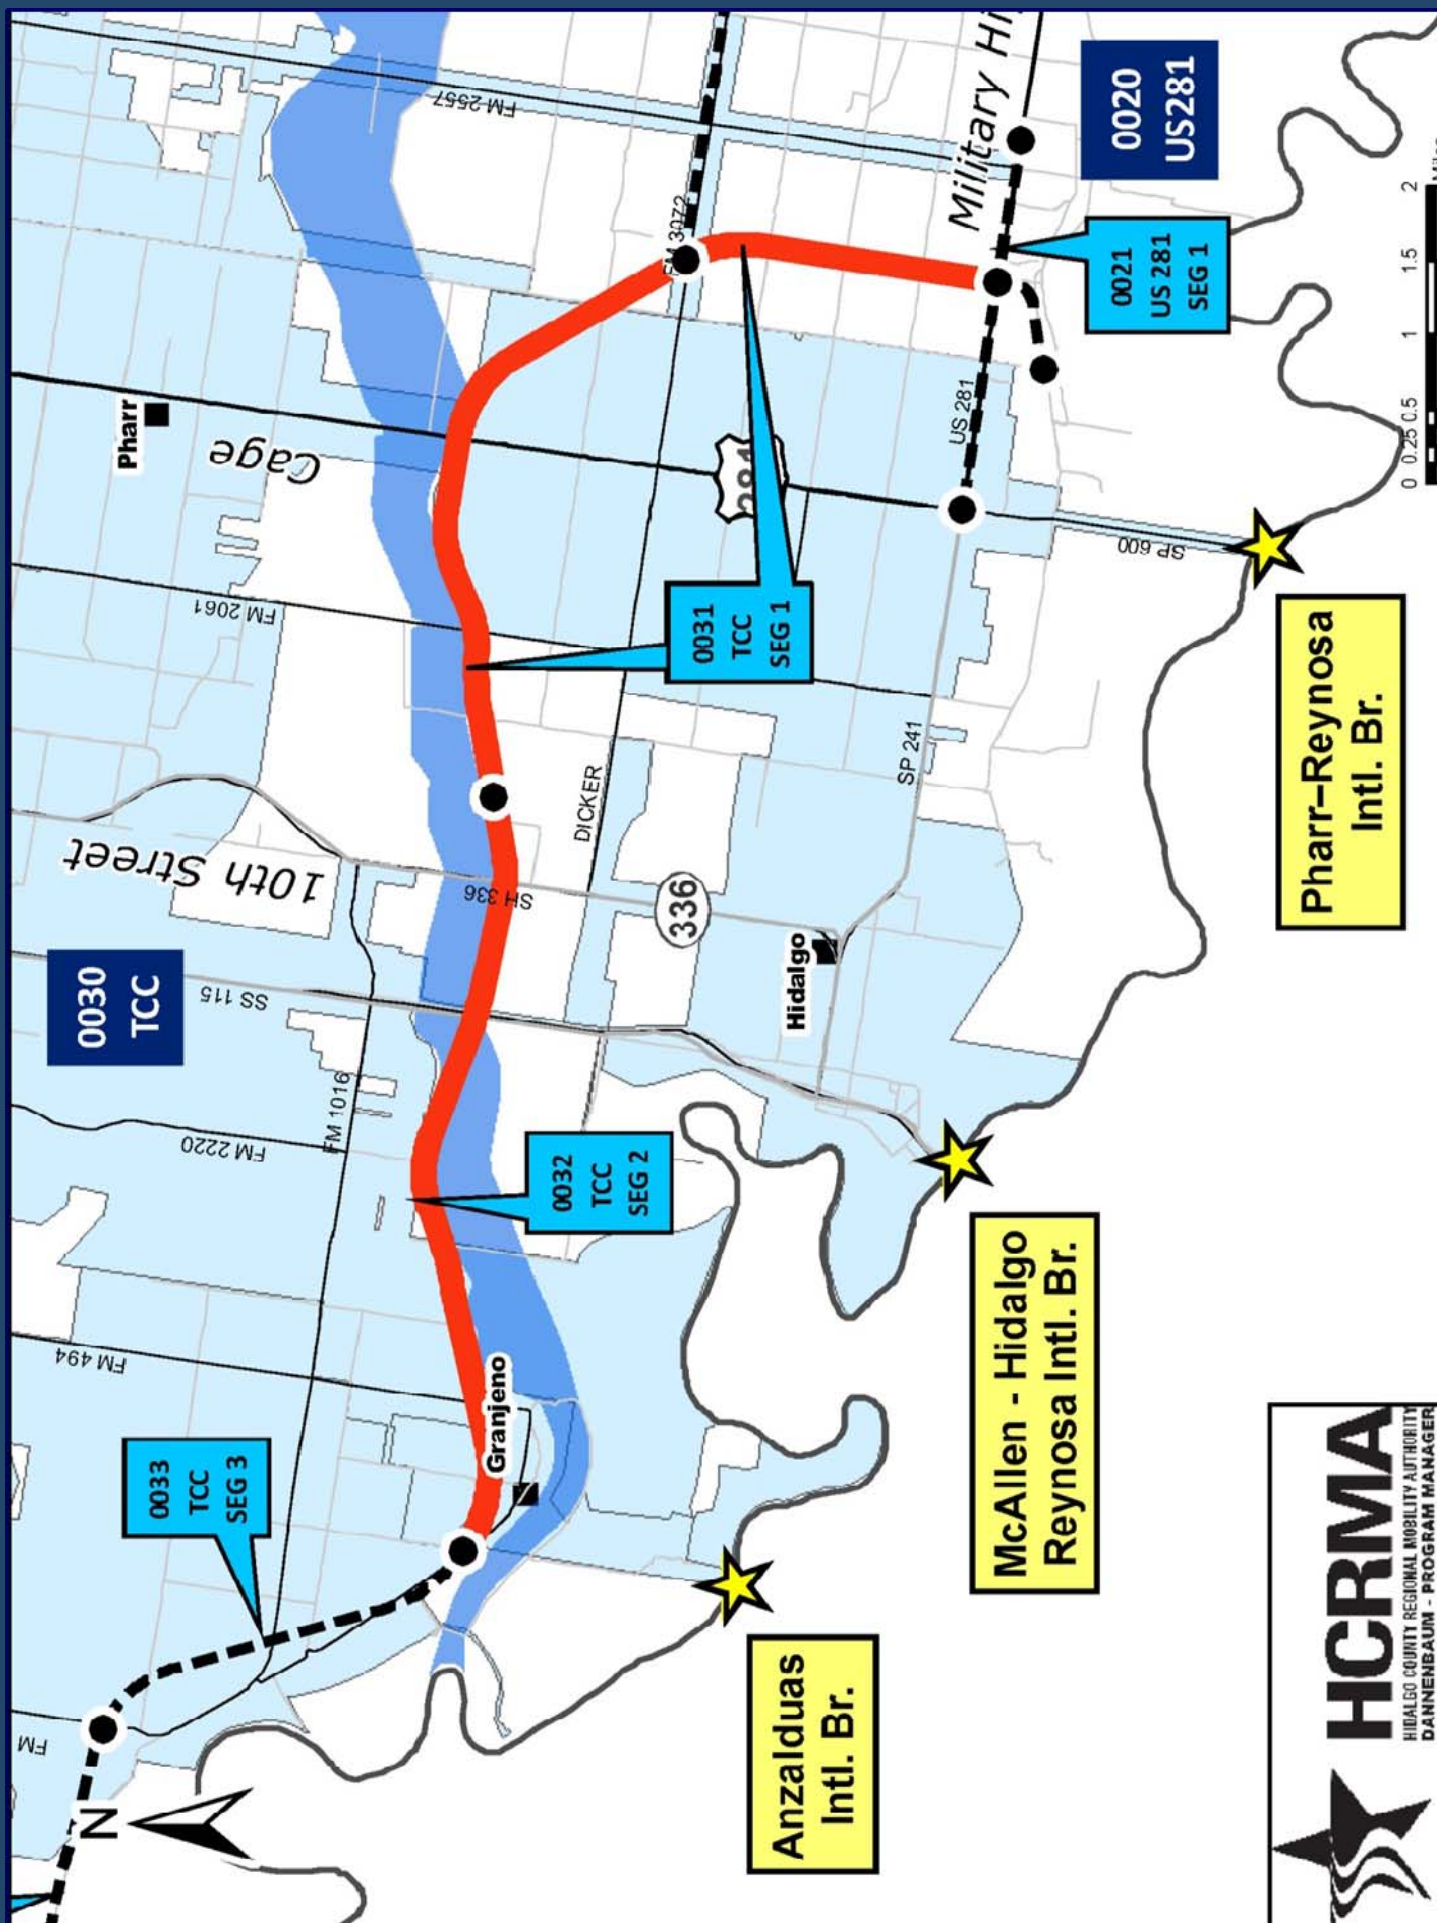 N
FM
0033
TCC
SEG 3
FM 494
Granjeno
Anzalduas
Intl. Br.
0030
TCC
FM 2220
FM 1016
SS 115
0032
TCC
SEG 2
McAllen - Hidalgo
Reynosa Intl. Br.
10th Street
SH 336
336
Hidalgo
DICKER
SP 241
FM 2061
Pharr
Cage
0031
TCC
SEG 1
281
US 281
SP 600
Pharr–Reynosa
Intl. Br.
FM 2557
FM 3072
Military Hi
0020
US281
0021
US 281
SEG 1
0 0.25 0.5 1 1.5 2
Miles
HCRMA
HIDALGO COUNTY REGIONAL MOBILITY AUTHORITY
DANNENBAUM - PROGRAM MANAGER